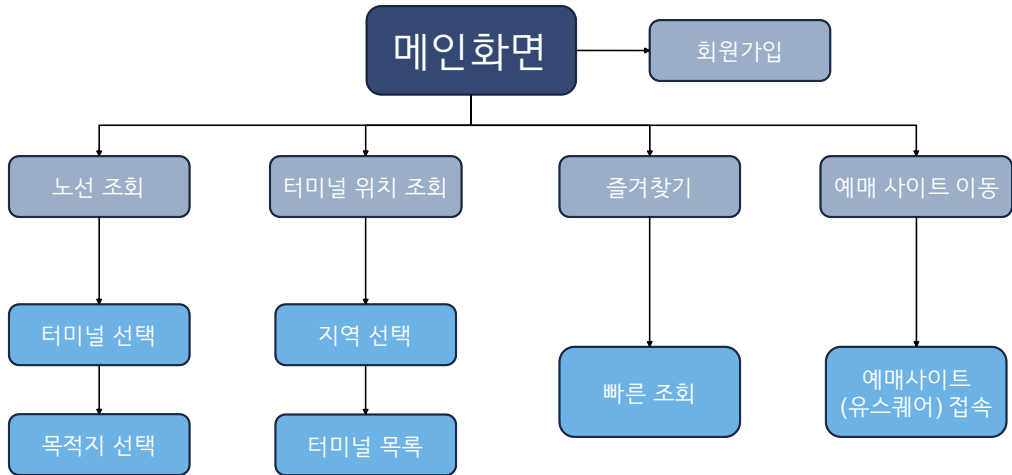 메인화면
회원가입
노선 조회
터미널 위치 조회
즐겨찾기
예매 사이트 이동
터미널 선택
지역 선택
빠른 조회
예매사이트
(유스퀘어) 접속
목적지 선택
터미널 목록